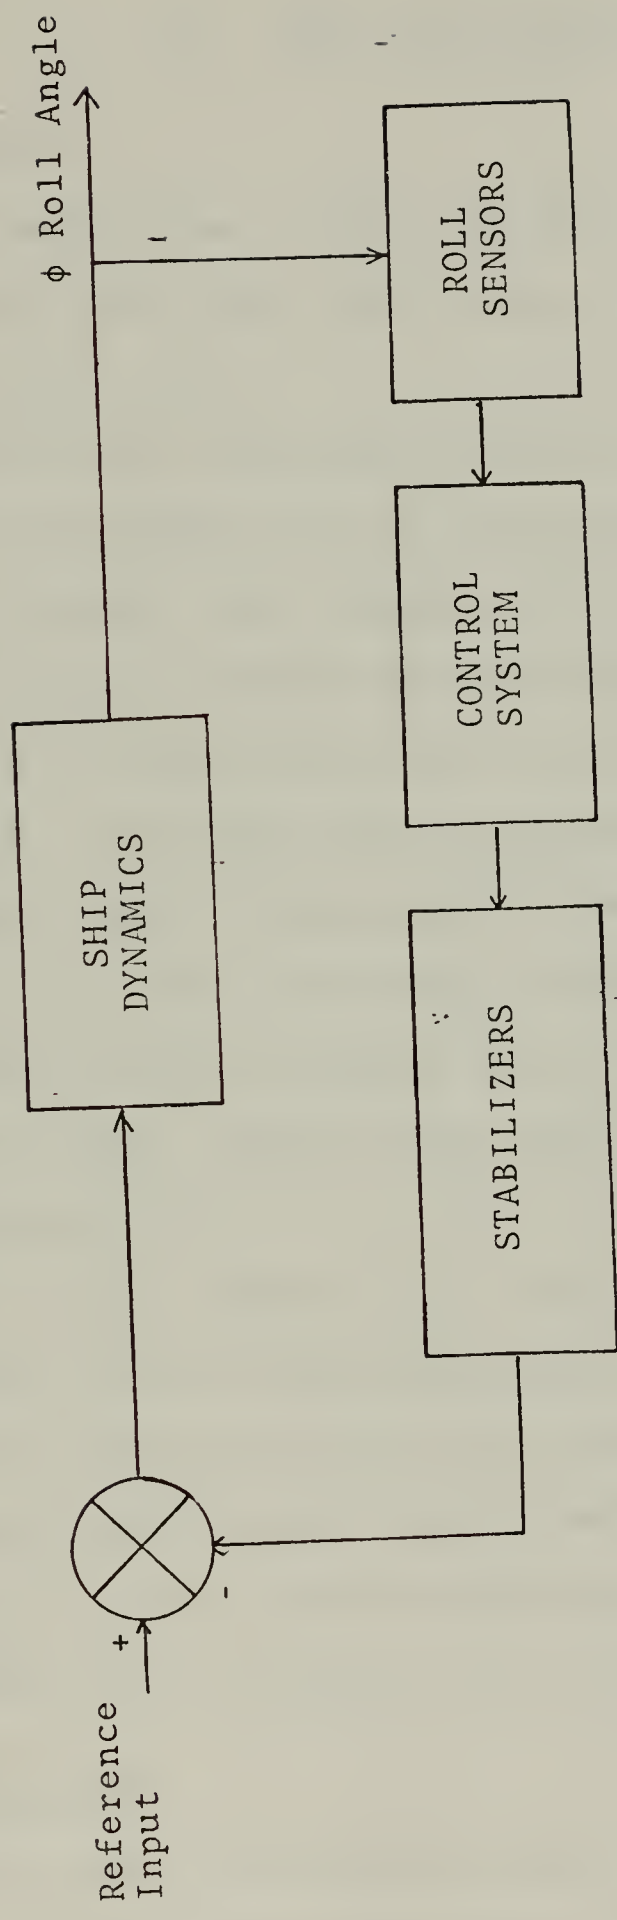 Reference
Input
+
-
SHIP
DYNAMICS
φ Roll Angle
STABILIZERS
CONTROL
SYSTEM
ROLL
SENSORS